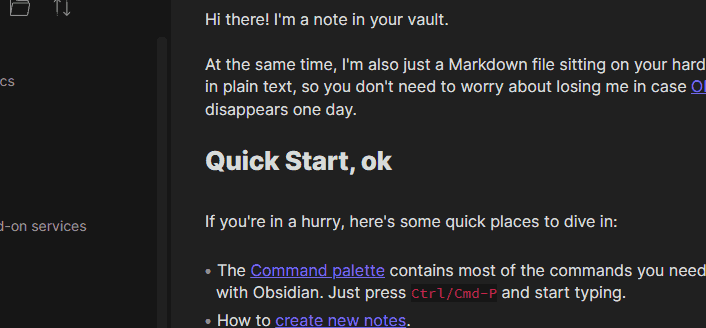 Hi there! I'm a note in your vault.
At the same time, I'm also just a Markdown file sitting on your hard
cs
in plain text, so you don't need to worry about losing me in case
disappears one day.
Quick Start, ok
d-on services
If you're in a hurry, here's some quick places to dive in:
• The Command palette contains most of the commands you need
with Obsidian. Just press Ctrl/Cmd-P and start typing.
• How to create new notes.